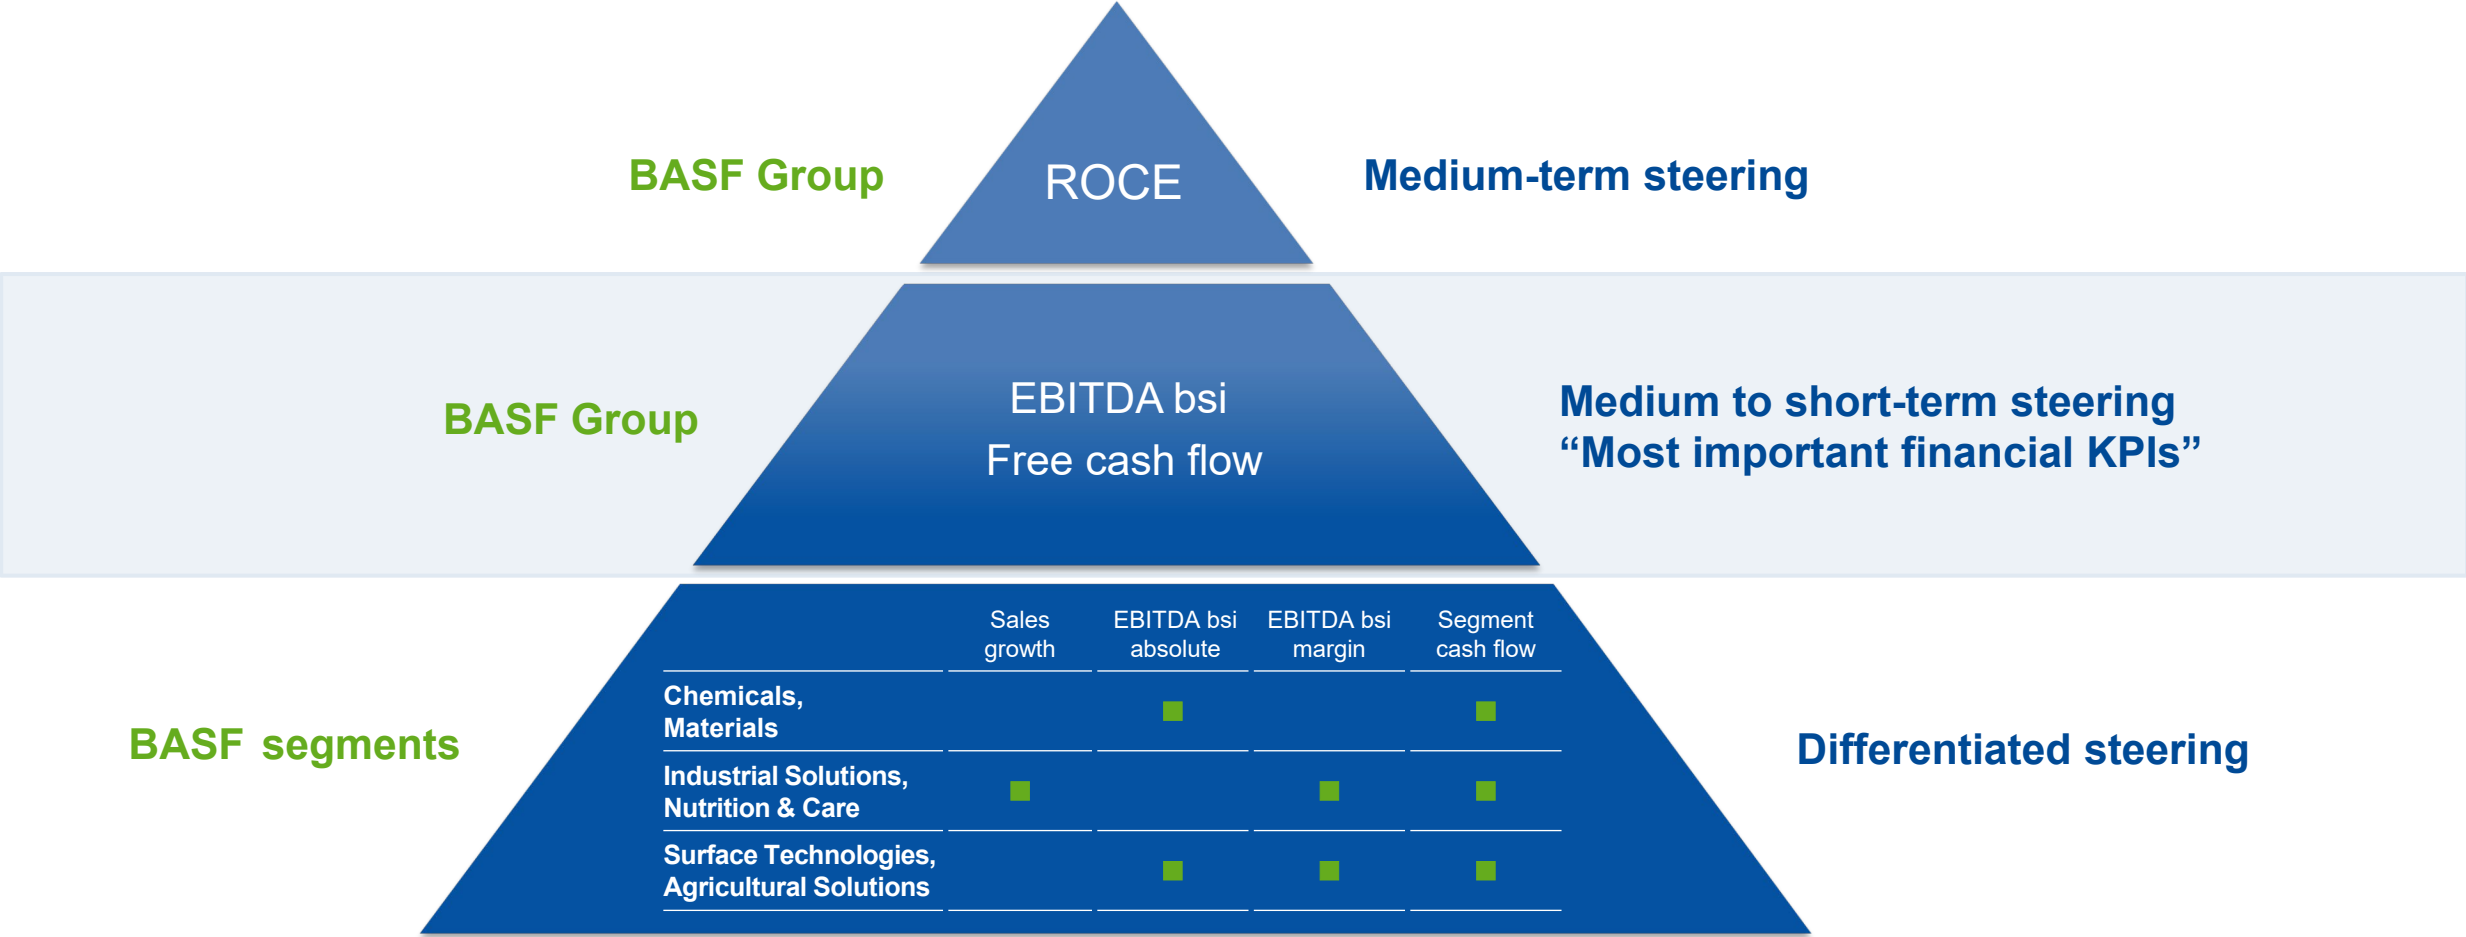 BASF Group
ROCE
Medium-term steering
BASF Group
EBITDA bsi
Free cash flow
Medium to short-term steering
“Most important financial KPIs”
BASF segments
Sales
growth
EBITDA bsi
absolute
EBITDA bsi
margin
Segment
cash flow
Chemicals,
Materials
Industrial Solutions,
Nutrition & Care
Surface Technologies,
Agricultural Solutions
Differentiated steering